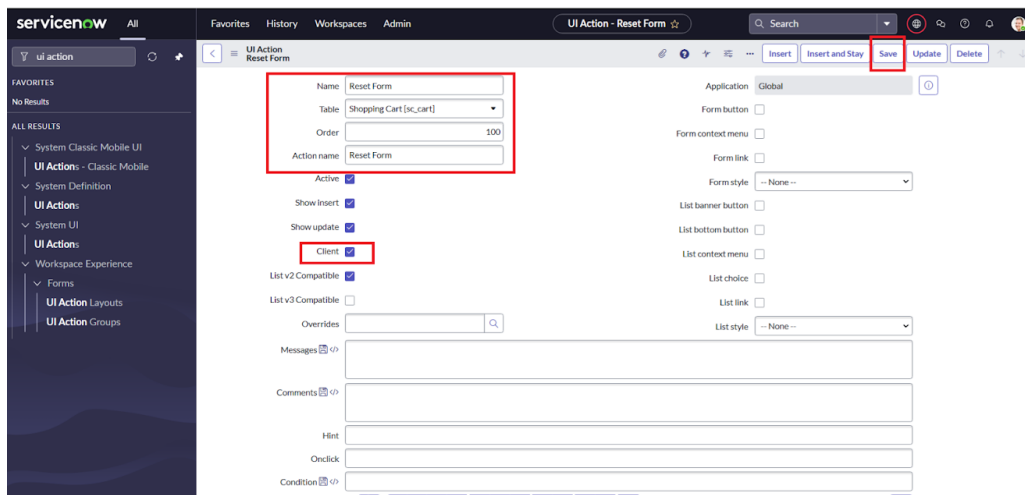 servicenow All Favorites History Workspaces Admin UI Action - Reset Form Search
ui action
UI Action
Reset Form
Insert Insert and Stay Save Update Delete
FAVORITES
No Results
ALL RESULTS
System Classic Mobile UI
UI Actions - Classic Mobile
System Definition
UI Actions
System UI
UI Actions
Workspace Experience
Forms
UI Action Layouts
UI Action Groups
Name Reset Form
Table Shopping Cart [sc_cart]
Order 100
Action name Reset Form
Active
Show insert
Show update
Client
List v2 Compatible
List v3 Compatible
Overrides
Application Global
Form button
Form context menu
Form link
Form style -- None --
List banner button
List bottom button
List context menu
List choice
List link
List style -- None --
Messages
Comments
Hint
Onclick
Condition